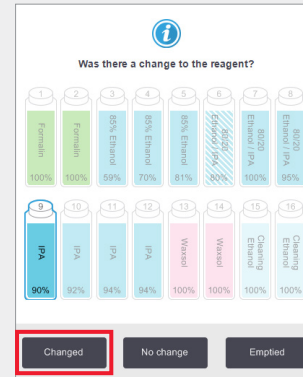 i
Was there a change to the reagent?
1 2 3 4 5 6 7 8
Formalin
100%
Formalin
100%
85% Ethanol
59%
85% Ethanol
70%
85% Ethanol
81%
80/20
Ethanol / IPA
80%
80/20
Ethanol / IPA
100%
80/20
Ethanol / IPA
95%
9 10 11 12 13 14 15 16
IPA
90%
IPA
92%
IPA
94%
IPA
94%
Waxsol
100%
Waxsol
100%
Cleaning
Ethanol
100%
Cleaning
Ethanol
100%
Changed
No change
Emptied